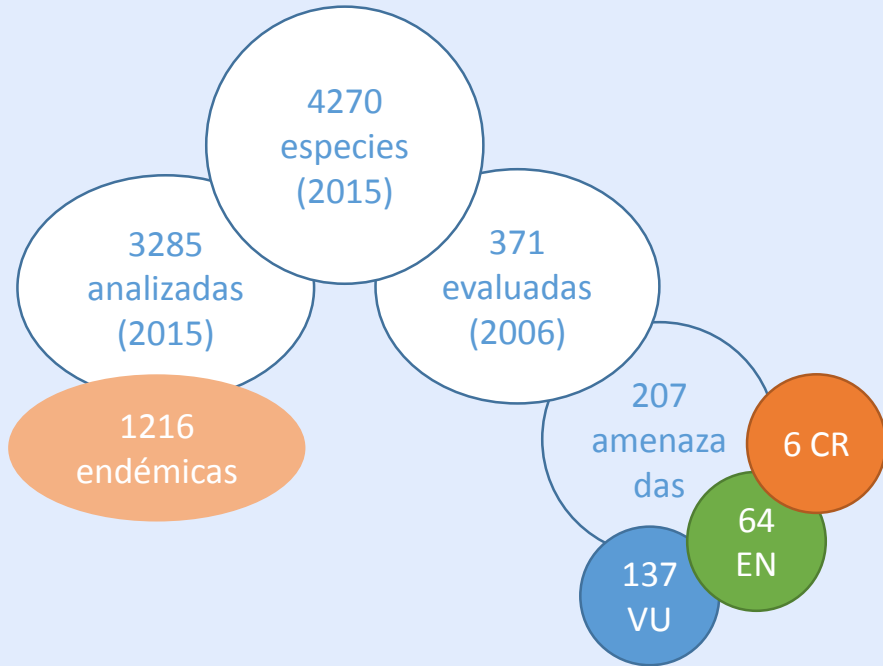 4270
especies
(2015)
3285
analizadas
(2015)
371
evaluadas
(2006)
1216
endémicas
207
amenaza
das
6 CR
64
EN
137
VU